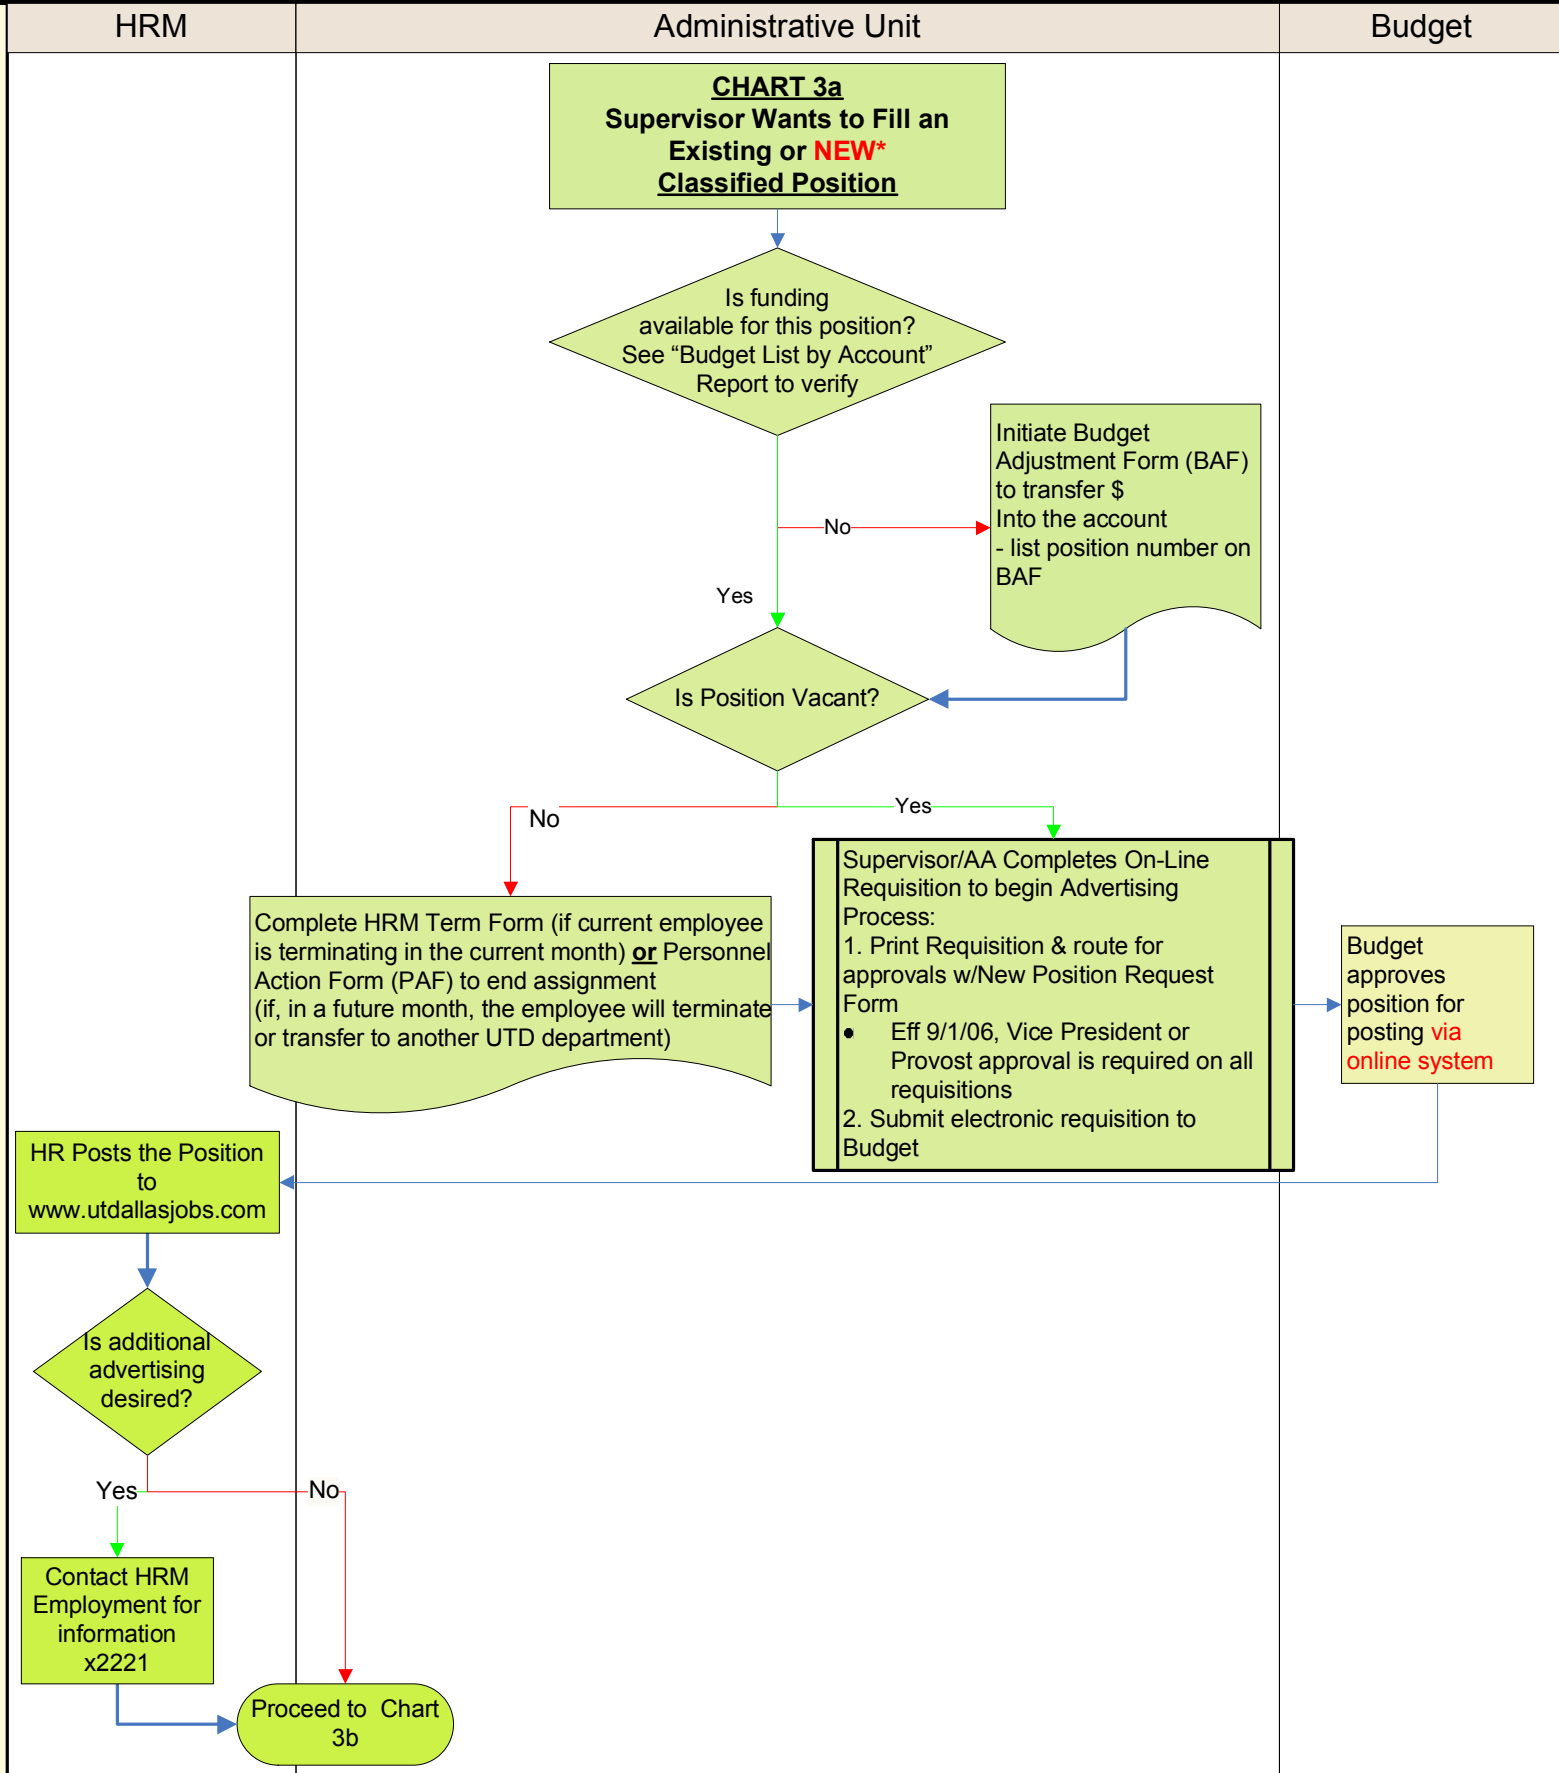 HRM
Administrative Unit
Budget
CHART 3a
Supervisor Wants to Fill an
Existing or NEW*
Classified Position
Is funding
available for this position?
See “Budget List by Account”
Report to verify
Initiate Budget
Adjustment Form (BAF)
to transfer $
Into the account
- list position number on
BAF
No
Yes
Is Position Vacant?
No
Yes
Complete HRM Term Form (if current employee
is terminating in the current month) or Personnel
Action Form (PAF) to end assignment
(if, in a future month, the employee will terminate
or transfer to another UTD department)
Supervisor/AA Completes On-Line
Requisition to begin Advertising
Process:
1. Print Requisition & route for
approvals w/New Position Request
Form
• Eff 9/1/06, Vice President or
Provost approval is required on all
requisitions
2. Submit electronic requisition to
Budget
Budget
approves
position for
posting via
online system
HR Posts the Position
to
www.utdallasjobs.com
Is additional
advertising
desired?
Yes
No
Contact HRM
Employment for
information
x2221
Proceed to Chart
3b